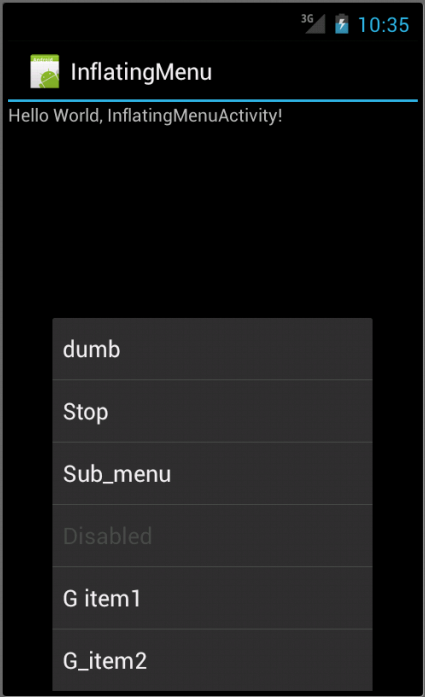 3G 10:35
InflatingMenu
Hello World, InflatingMenuActivity!
dumb
Stop
Sub_menu
Disabled
G item1
G_item2